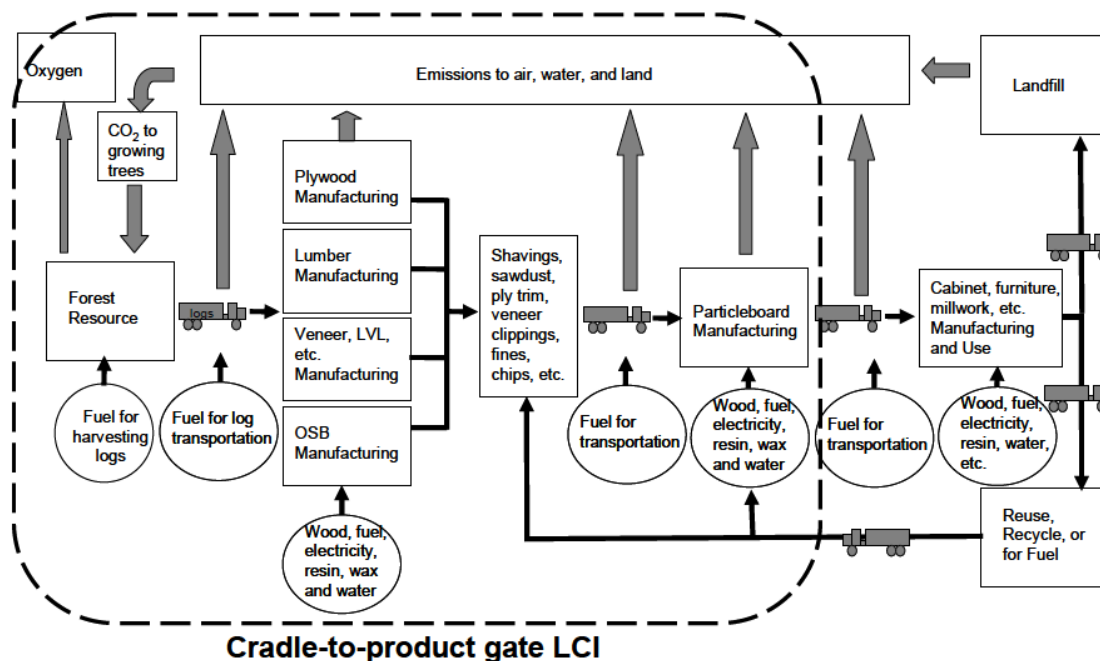 Oxygen
Emissions to air, water, and land
Landfill
CO₂ to
growing
trees
Plywood
Manufacturing
Lumber
Manufacturing
Veneer, LVL,
etc.
Manufacturing
OSB
Manufacturing
Forest
Resource
logs
Shavings,
sawdust,
ply trim,
veneer
clippings,
fines,
chips, etc.
Particleboard
Manufacturing
Cabinet, furniture,
millwork, etc.
Manufacturing
and Use
Fuel for
harvesting
logs
Fuel for log
transportation
Wood, fuel,
electricity,
resin, wax
and water
Fuel for
transportation
Wood, fuel,
electricity,
resin, wax
and water
Fuel for
transportation
Wood, fuel,
electricity,
resin, water,
etc.
Reuse,
Recycle, or
for Fuel
Cradle-to-product gate LCI